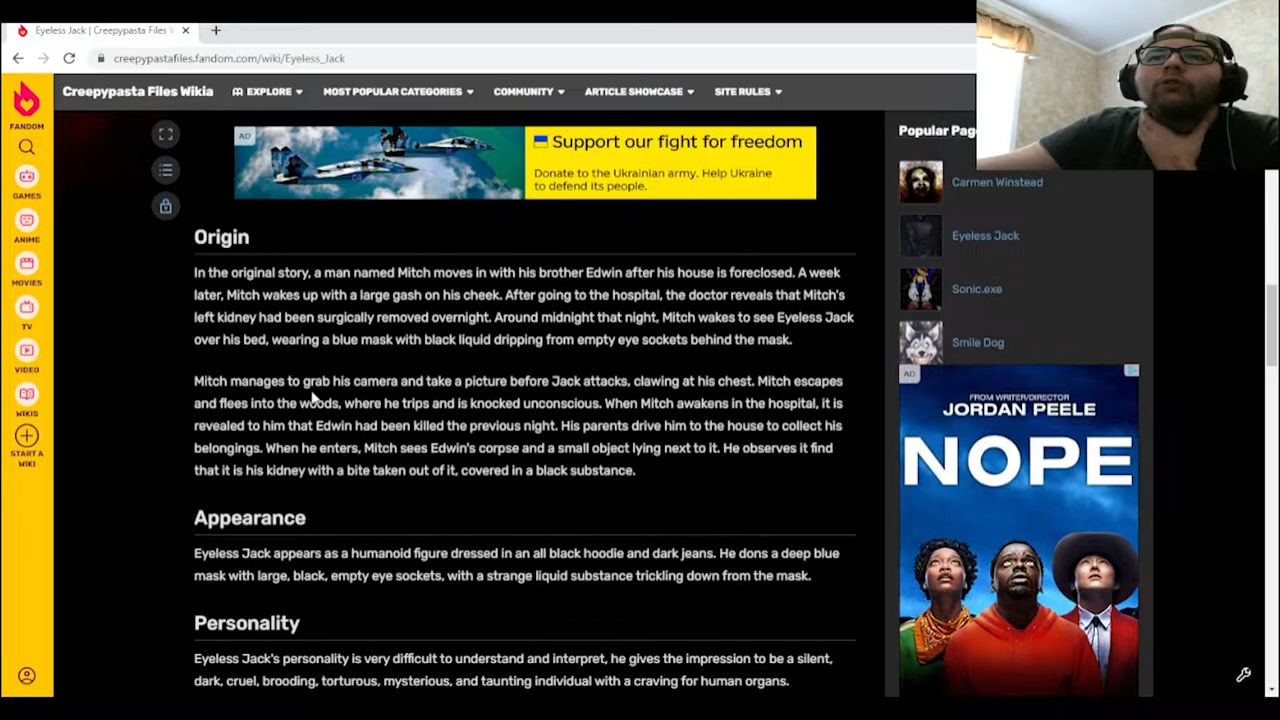 Eyeless Jack | Creepypasta Files
creepypastafiles.fandom.com/wiki/Eyeless_Jack
FANDOM
GAMES
ANIME
MOVIES
TV
VIDEO
WIKIS
START A
WIKI
Creepypasta Files Wikia
EXPLORE
MOST POPULAR CATEGORIES
COMMUNITY
ARTICLE SHOWCASE
SITE RULES
AD
Support our fight for freedom
Donate to the Ukrainian army. Help Ukraine
to defend its people.
Origin
In the original story, a man named Mitch moves in with his brother Edwin after his house is foreclosed. A week
later, Mitch wakes up with a large gash on his cheek. After going to the hospital, the doctor reveals that Mitch's
left kidney had been surgically removed overnight. Around midnight that night, Mitch wakes to see Eyeless Jack
over his bed, wearing a blue mask with black liquid dripping from empty eye sockets behind the mask.
Mitch manages to grab his camera and take a picture before Jack attacks, clawing at his chest. Mitch escapes
and flees into the woods, where he trips and is knocked unconscious. When Mitch awakens in the hospital, it is
revealed to him that Edwin had been killed the previous night. His parents drive him to the house to collect his
belongings. When he enters, Mitch sees Edwin's corpse and a small object lying next to it. He observes it find
that it is his kidney with a bite taken out of it, covered in a black substance.
Appearance
Eyeless Jack appears as a humanoid figure dressed in an all black hoodie and dark jeans. He dons a deep blue
mask with large, black, empty eye sockets, with a strange liquid substance trickling down from the mask.
Personality
Eyeless Jack's personality is very difficult to understand and interpret, he gives the impression to be a silent,
dark, cruel, brooding, torturous, mysterious, and taunting individual with a craving for human organs.
Popular Pag
Carmen Winstead
Eyeless Jack
Sonic.exe
Smile Dog
AD
FROM WRITER/DIRECTOR
JORDAN PEELE
NOPE